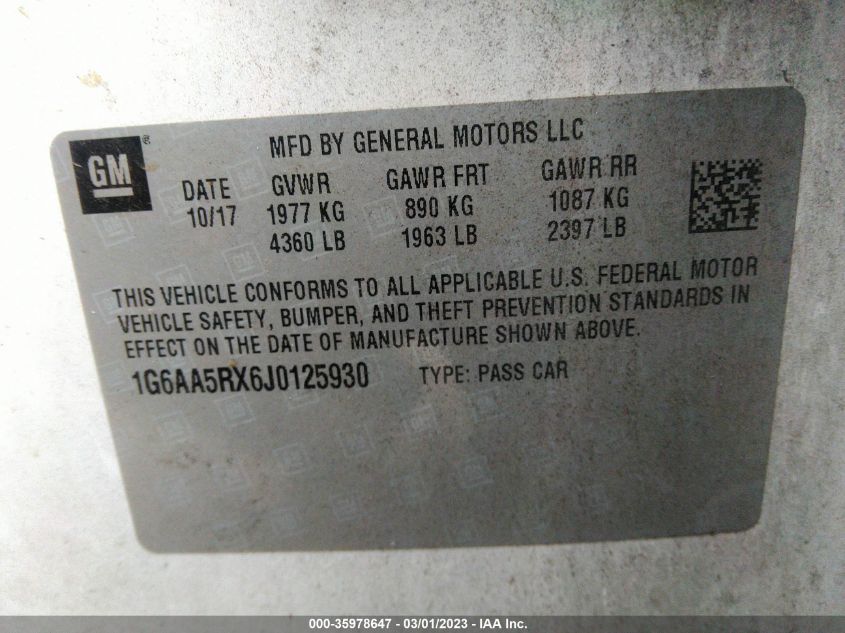 GM
MFD BY GENERAL MOTORS LLC
DATE GVWR GAWR FRT GAWR RR
10/17 1977 KG 890 KG 1087 KG
4360 LB 1963 LB 2397 LB
THIS VEHICLE CONFORMS TO ALL APPLICABLE U.S. FEDERAL MOTOR
VEHICLE SAFETY, BUMPER, AND THEFT PREVENTION STANDARDS IN
EFFECT ON THE DATE OF MANUFACTURE SHOWN ABOVE.
1G6AA5RX6J0125930 TYPE: PASS CAR
000-35978647 - 03/01/2023 - IAA Inc.